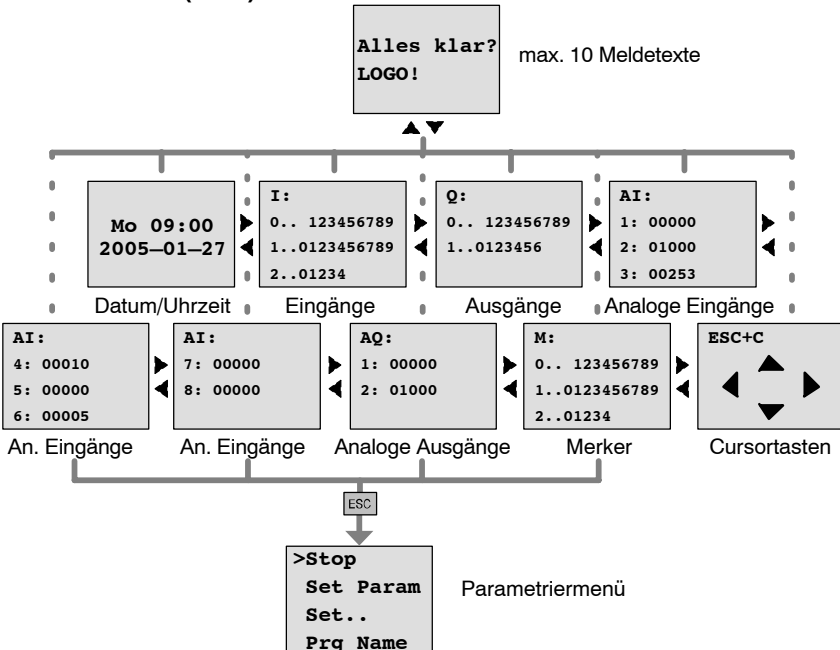 Alles klar?
LOGO!
max. 10 Meldetexte
Mo 09:00
2005–01–27
Datum/Uhrzeit
I:
0.. 123456789
1..0123456789
2..01234
Eingänge
Q:
0.. 123456789
1..0123456
Ausgänge
AI:
1: 00000
2: 01000
3: 00253
Analoge Eingänge
AI:
4: 00010
5: 00000
6: 00005
An. Eingänge
AI:
7: 00000
8: 00000
An. Eingänge
AQ:
1: 00000
2: 01000
Analoge Ausgänge
M:
0.. 123456789
1..0123456789
2..01234
Merker
ESC+C
Cursortasten
ESC
>Stop
Set Param
Set..
Prg Name
Parametriermenü